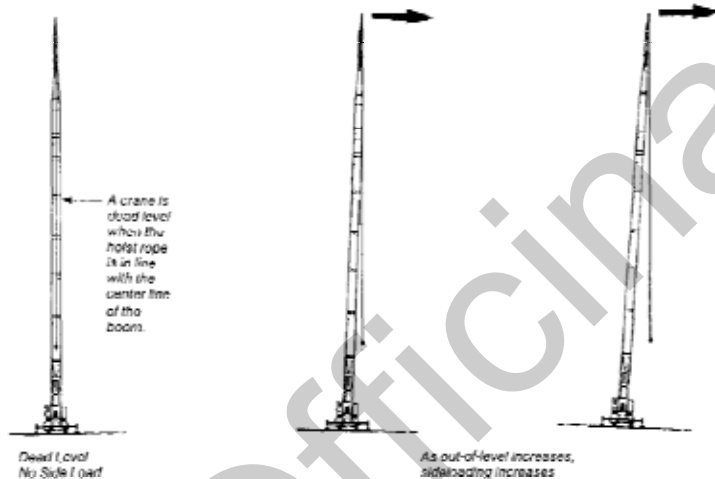 A crane is
dead level
when the
hoist rope
is in line
with the
center line
of the
boom.
Dead Level
No Side Load
As out-of-level increases,
sideloading increases
officina